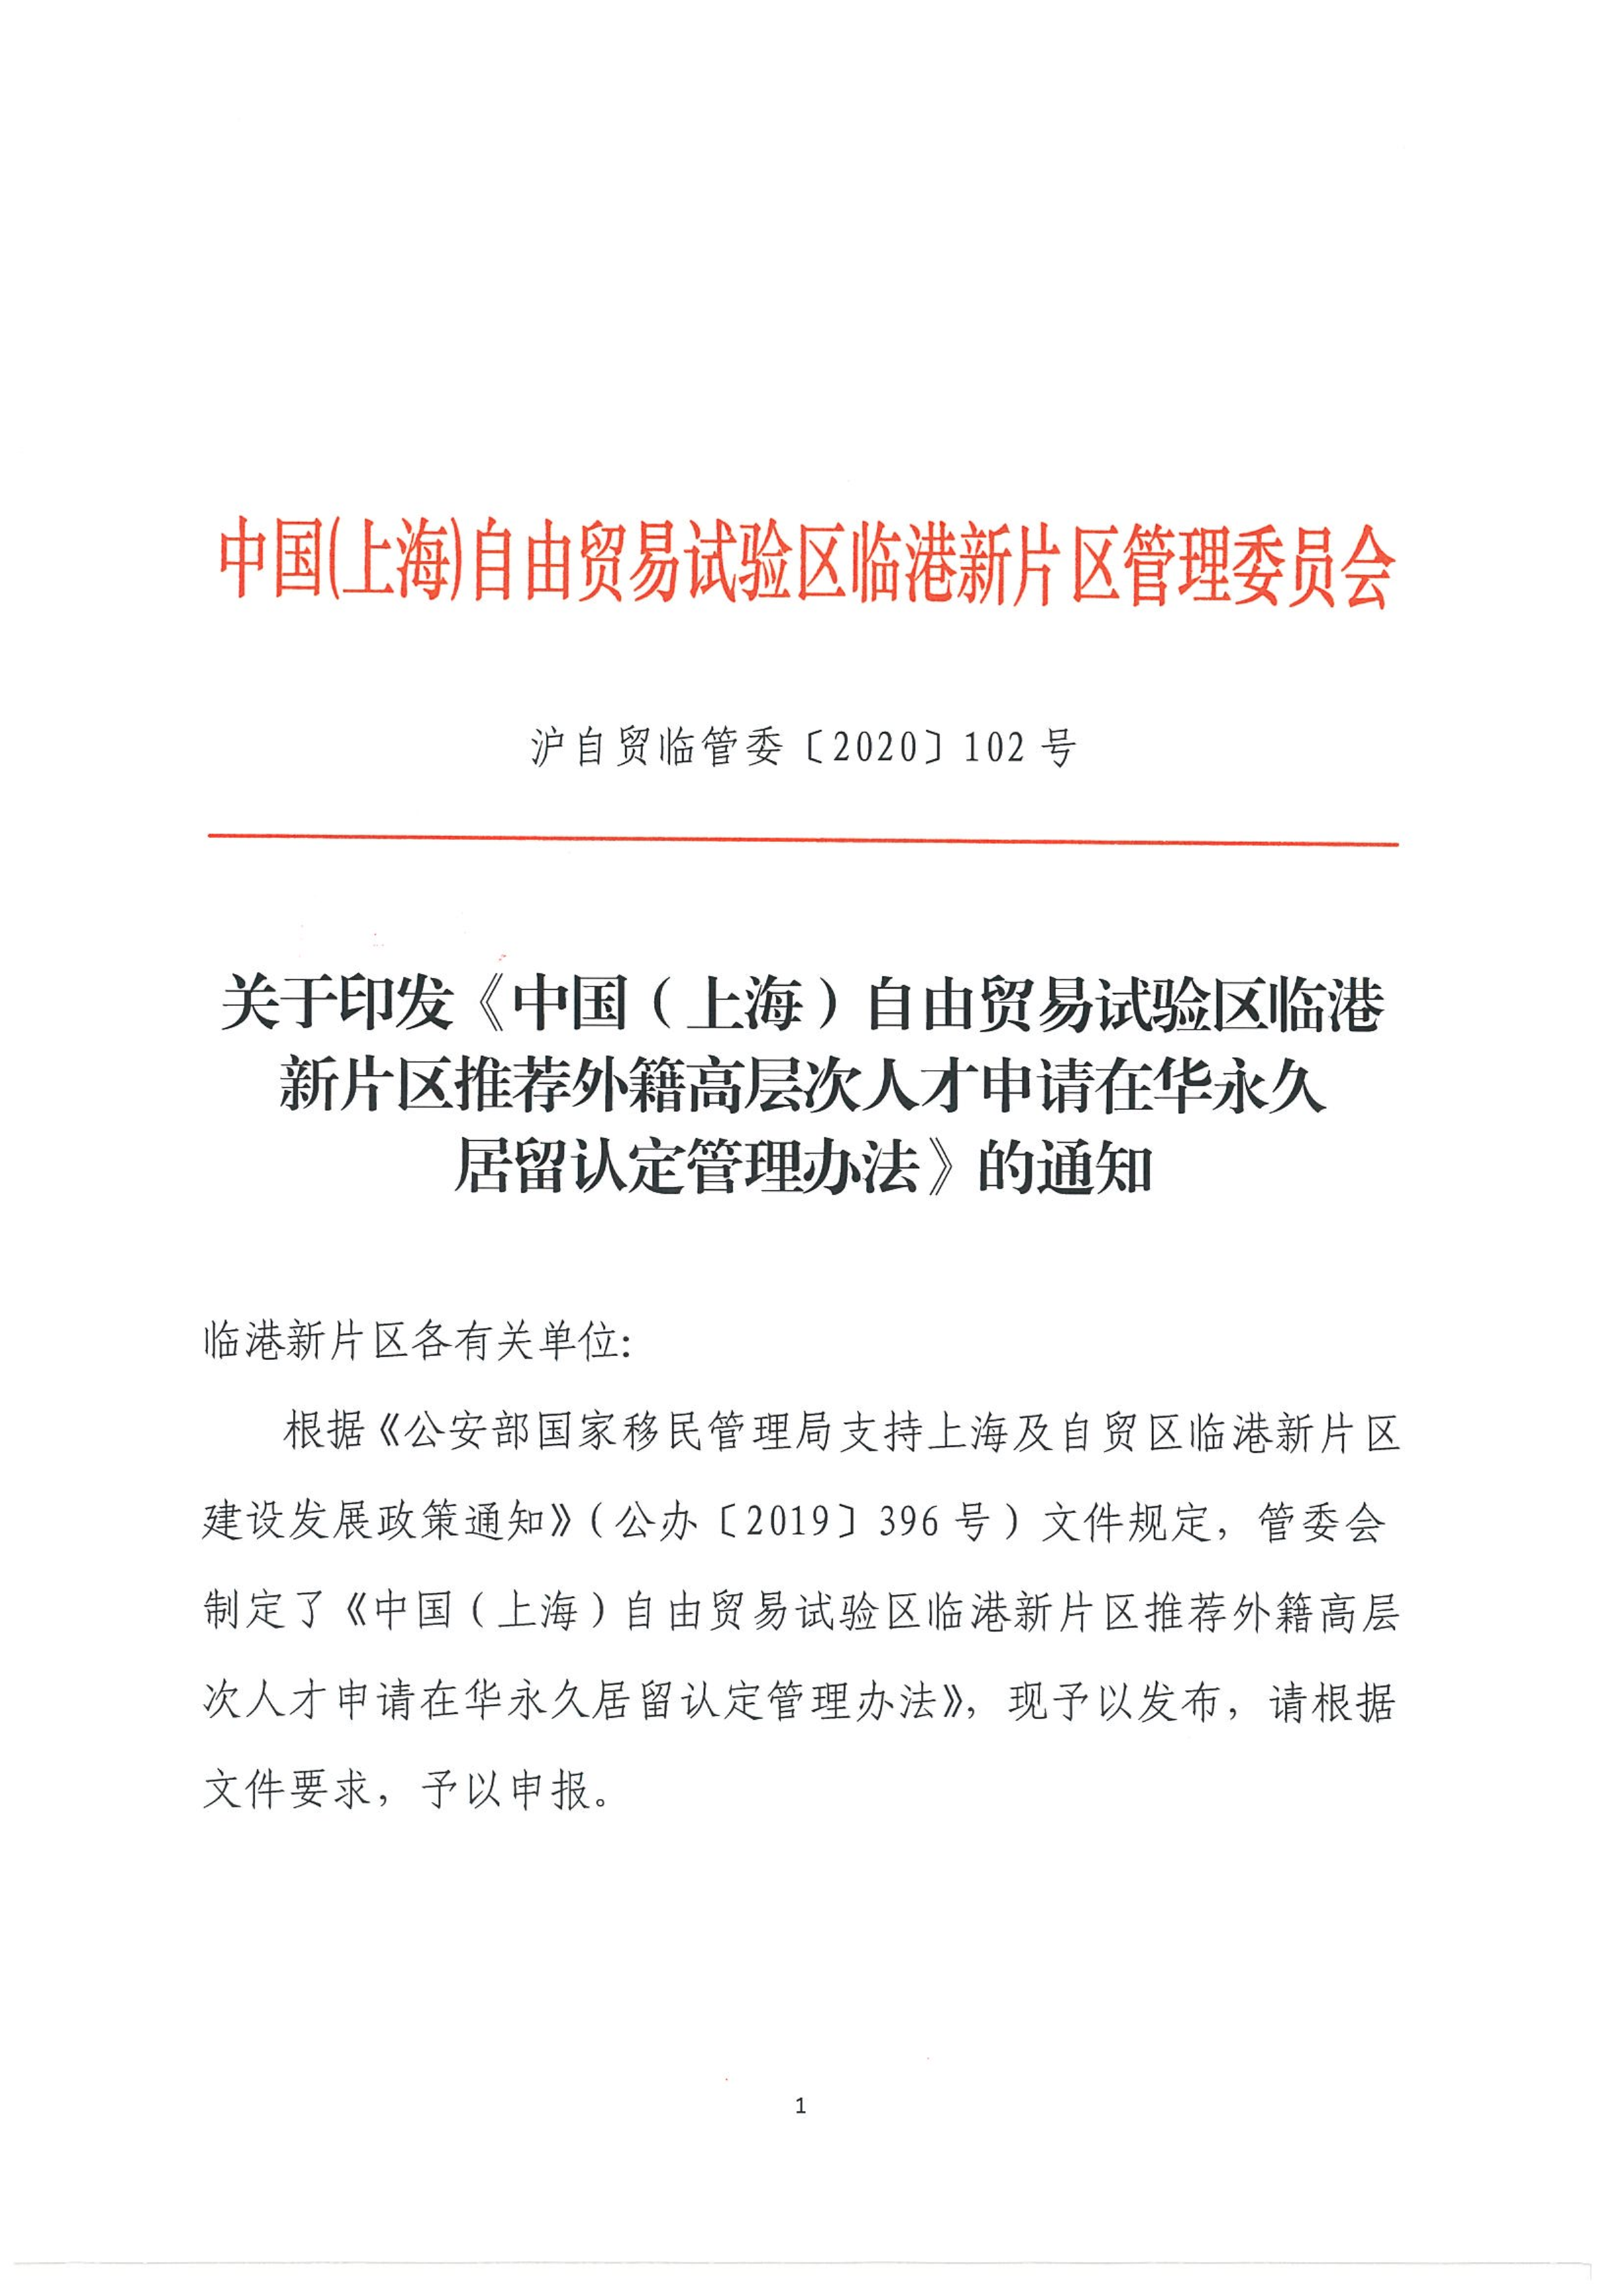 中国(上海)自由贸易试验区临港新片区管理委员会
沪自贸临管委〔2020〕102号
关于印发《中国（上海）自由贸易试验区临港
新片区推荐外籍高层次人才申请在华永久
居留认定管理办法》的通知
临港新片区各有关单位:
根据《公安部国家移民管理局支持上海及自贸区临港新片区
建设发展政策通知》（公办〔2019〕396号）文件规定，管委会
制定了《中国（上海）自由贸易试验区临港新片区推荐外籍高层
次人才申请在华永久居留认定管理办法》，现予以发布，请根据
文件要求，予以申报。
1